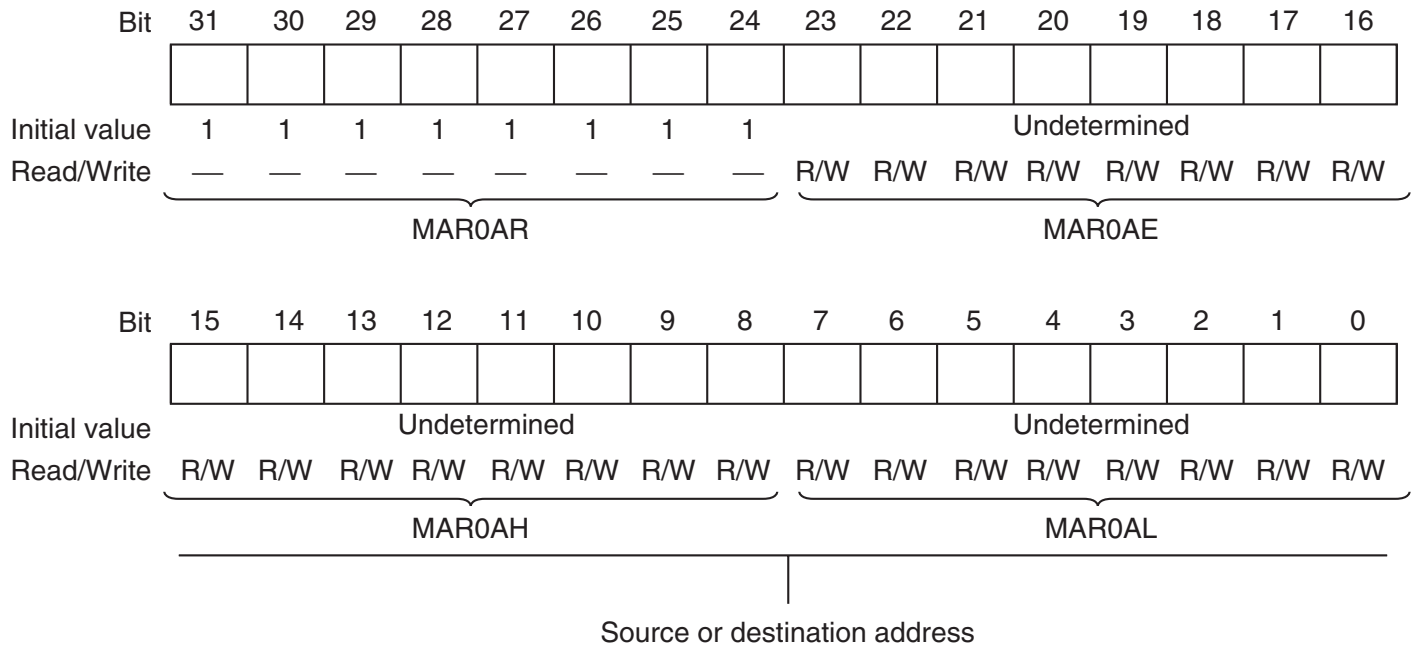 Bit 31 30 29 28 27 26 25 24 23 22 21 20 19 18 17 16
Initial value 1 1 1 1 1 1 1 1 Undetermined
Read/Write — — — — — — — — R/W R/W R/W R/W R/W R/W R/W R/W
MAR0AR MAR0AE
Bit 15 14 13 12 11 10 9 8 7 6 5 4 3 2 1 0
Initial value Undetermined Undetermined
Read/Write R/W R/W R/W R/W R/W R/W R/W R/W R/W R/W R/W R/W R/W R/W R/W R/W
MAR0AH MAR0AL
Source or destination address